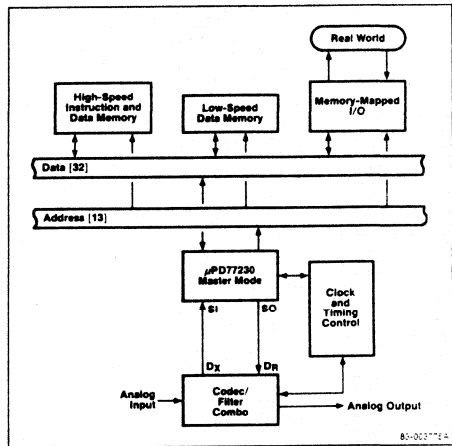 Real World
High-Speed
Instruction and
Data Memory
Low-Speed
Data Memory
Memory-Mapped
I/O
Data [32]
Address [13]
µPD77230
Master Mode
SI
SO
Clock
and
Timing
Control
DX
DR
Analog
Input
Codec/
Filter
Combo
Analog Output